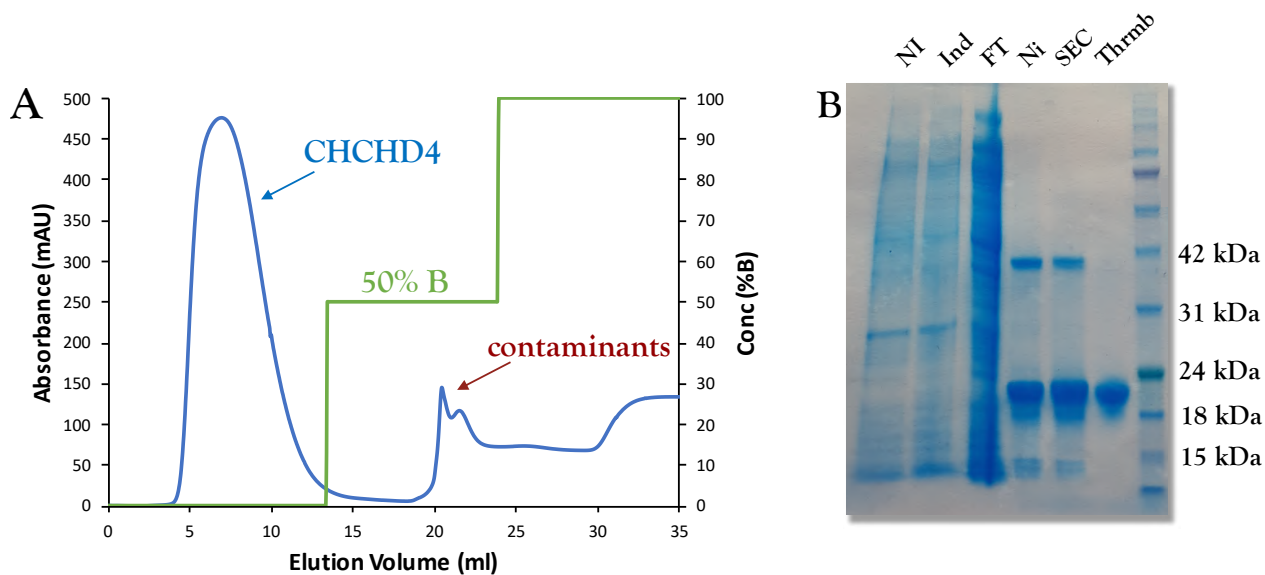 A
Absorbance (mAU)
500
450
400
350
300
250
200
150
100
50
0
CHCHD4
50% B
contaminants
100
90
80
70
60
50
40
30
20
10
0
Conc (%B)
0 5 10 15 20 25 30 35
Elution Volume (ml)
B
NI Ind FT Ni SEC Thrmb
42 kDa
31 kDa
24 kDa
18 kDa
15 kDa